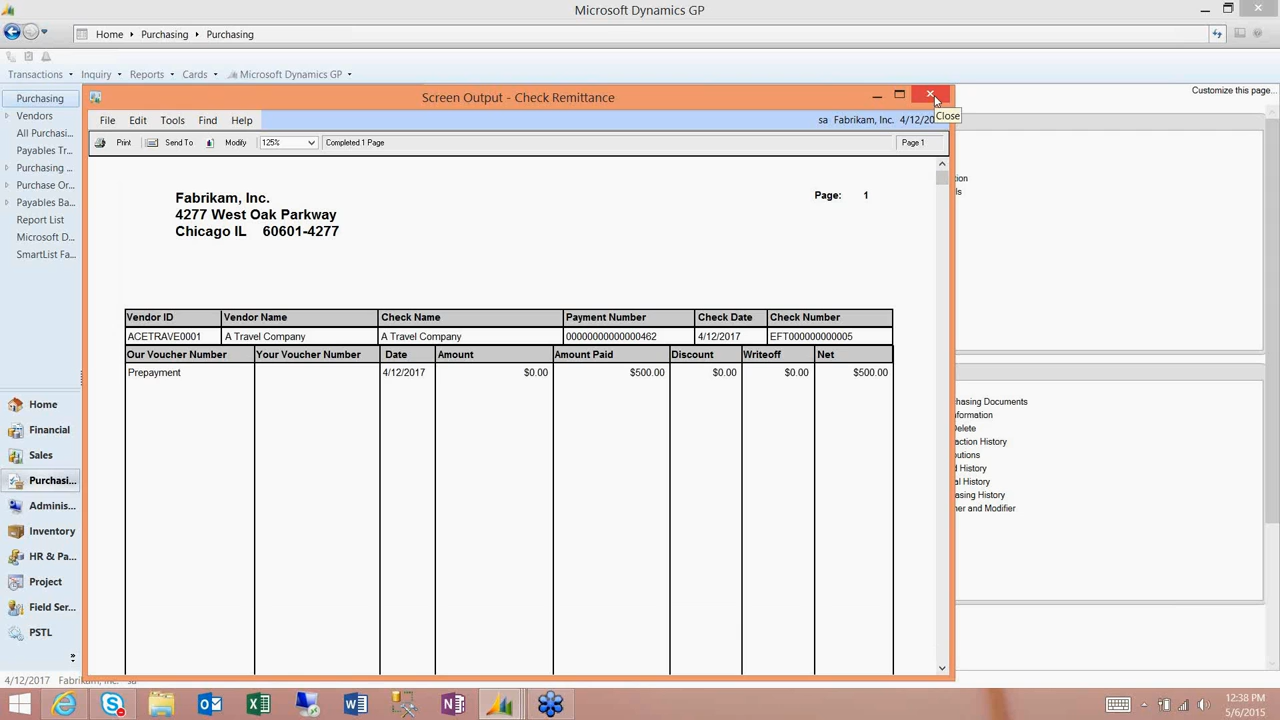 Microsoft Dynamics GP
Home Purchasing Purchasing
Transactions Inquiry Reports Cards Microsoft Dynamics GP
Customize this page...
Purchasing
Vendors
All Purchasi...
Payables Tr...
Purchasing ...
Purchase Or...
Payables Ba...
Report List
Microsoft D...
SmartList Fa...
Home
Financial
Sales
Purchasi...
Adminis...
Inventory
HR & Pa...
Project
Field Ser...
PSTL
Screen Output - Check Remittance
Close
File Edit Tools Find Help
sa Fabrikam, Inc. 4/12/20
Print Send To Modify 125% Completed 1 Page Page 1
Fabrikam, Inc.
4277 West Oak Parkway
Chicago IL 60601-4277
Page: 1
Vendor ID Vendor Name Check Name Payment Number Check Date Check Number
ACETRAVE0001 A Travel Company A Travel Company 00000000000000462 4/12/2017 EFT000000000005
Our Voucher Number Your Voucher Number Date Amount Amount Paid Discount Writeoff Net
Prepayment 4/12/2017 $0.00 $500.00 $0.00 $0.00 $500.00
hasing Documents
formation
Delete
action History
butions
d History
al History
asing History
ner and Modifier
4/12/2017 Fabrikam, Inc. sa
12:38 PM
5/6/2015